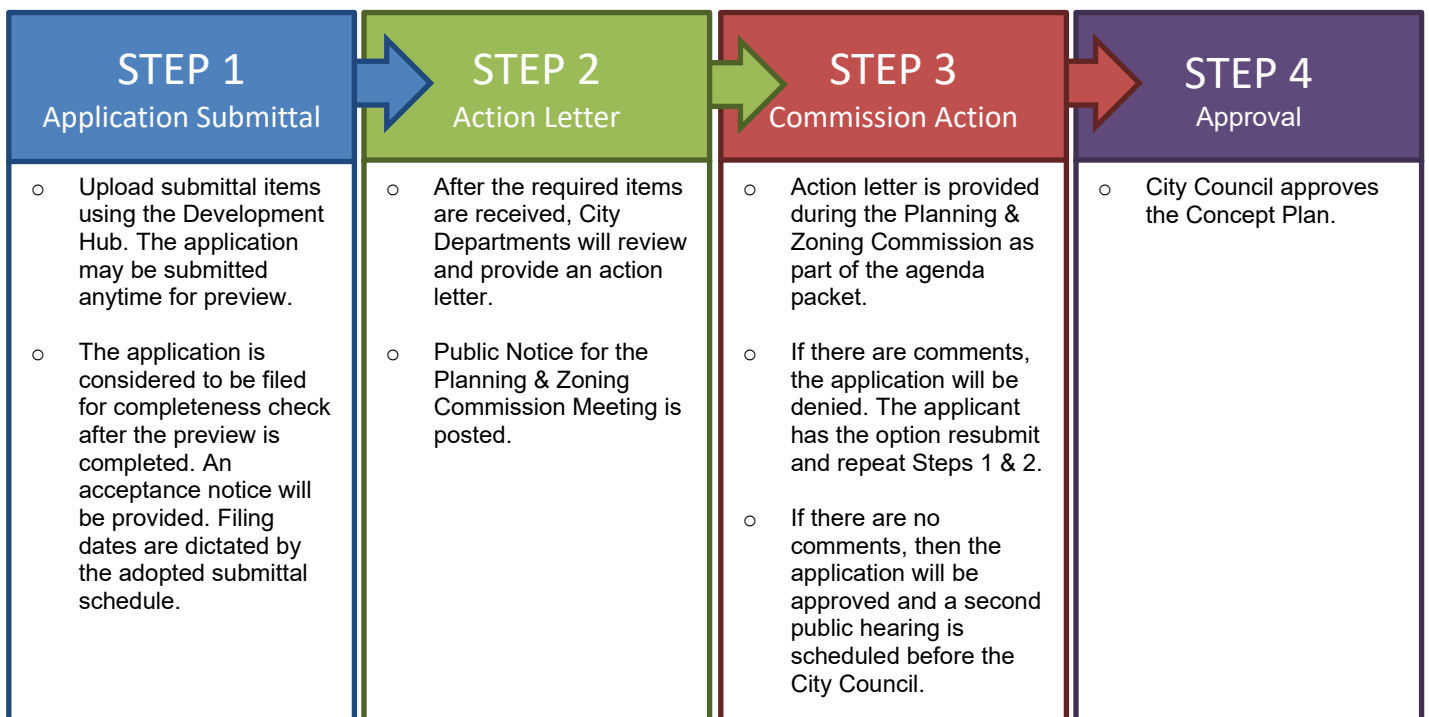 STEP 1
Application Submittal
○ Upload submittal items
using the Development
Hub. The application
may be submitted
anytime for preview.
○ The application is
considered to be filed
for completeness check
after the preview is
completed. An
acceptance notice will
be provided. Filing
dates are dictated by
the adopted submittal
schedule.
STEP 2
Action Letter
○ After the required items
are received, City
Departments will review
and provide an action
letter.
○ Public Notice for the
Planning & Zoning
Commission Meeting is
posted.
STEP 3
Commission Action
○ Action letter is provided
during the Planning &
Zoning Commission as
part of the agenda
packet.
○ If there are comments,
the application will be
denied. The applicant
has the option resubmit
and repeat Steps 1 & 2.
○ If there are no
comments, then the
application will be
approved and a second
public hearing is
scheduled before the
City Council.
STEP 4
Approval
○ City Council approves
the Concept Plan.